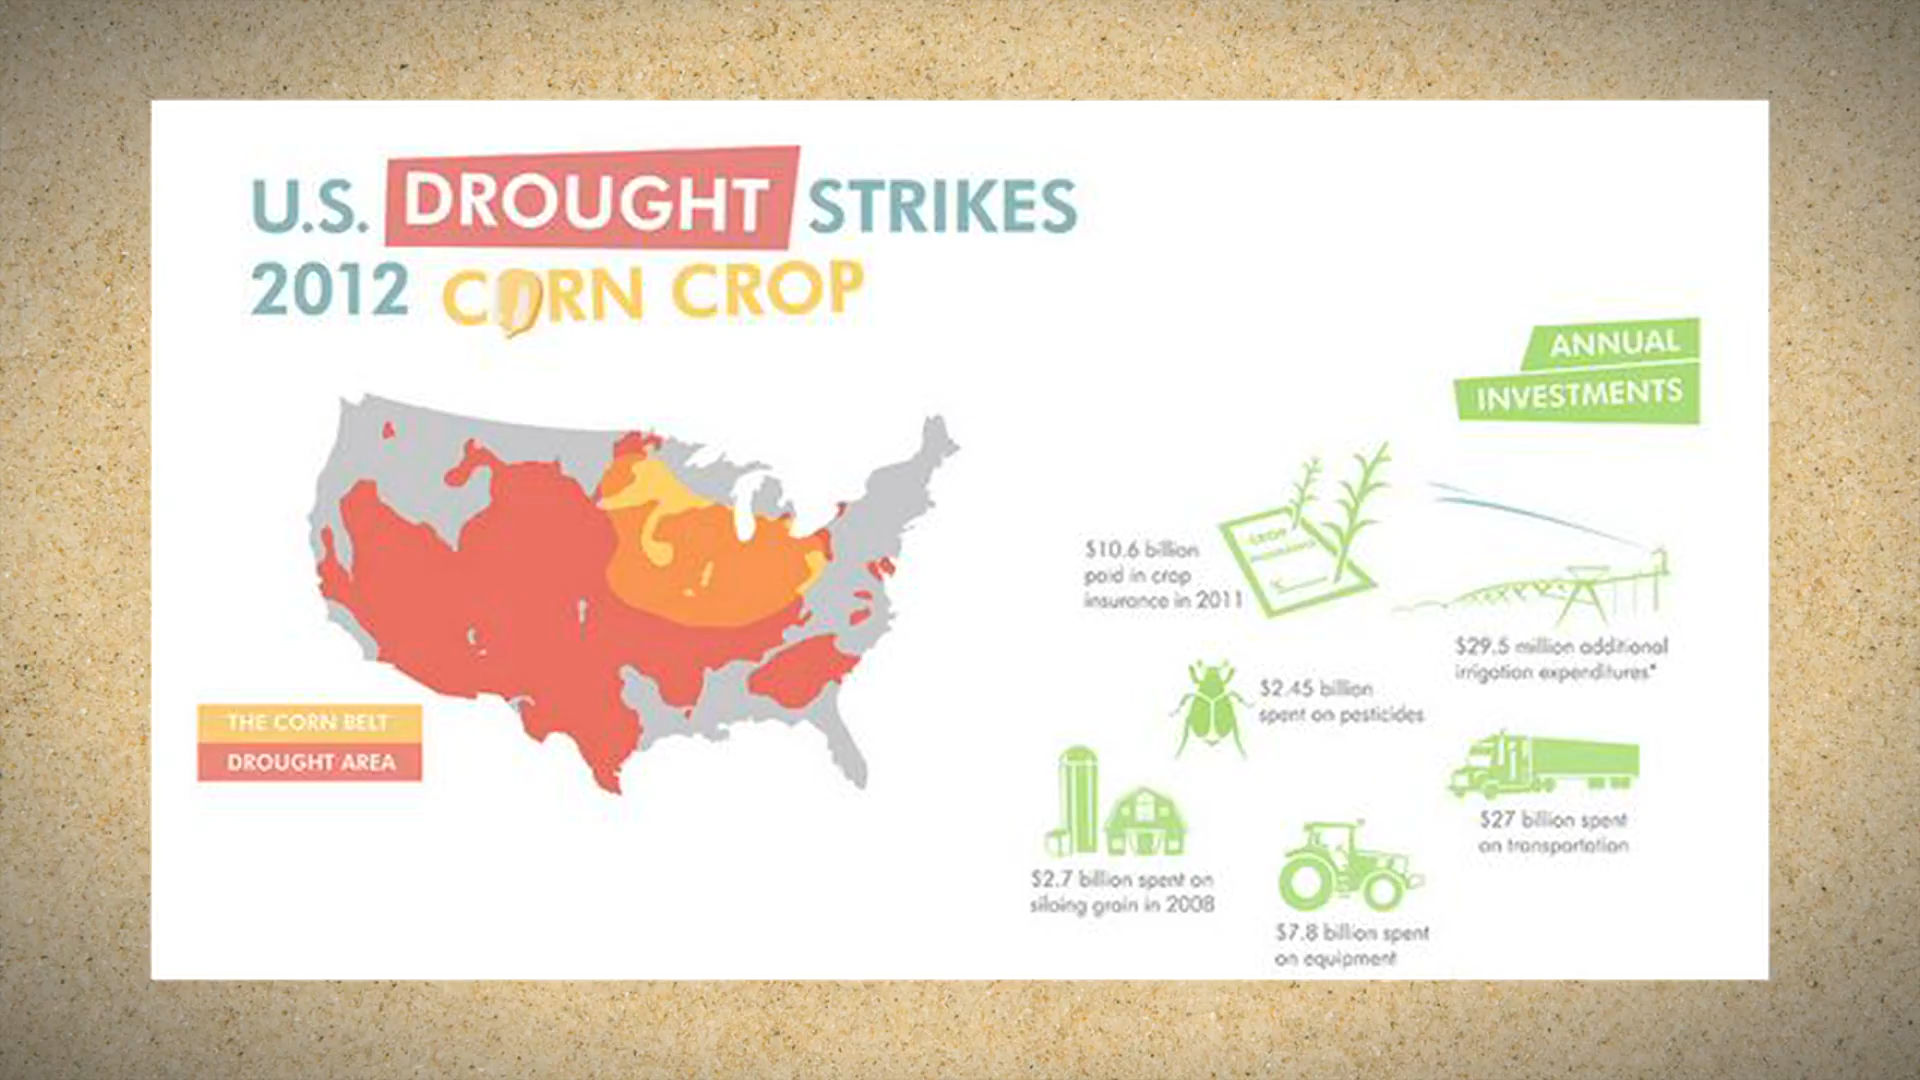 U.S. DROUGHT STRIKES
2012 CORN CROP
THE CORN BELT
DROUGHT AREA
ANNUAL
INVESTMENTS
$10.6 billion
paid in crop
insurance in 2011
CROP
INSURANCE
$29.5 million additional
irrigation expenditures*
$2.45 billion
spent on pesticides
$27 billion spent
on transportation
$2.7 billion spent on
siloing grain in 2008
$7.8 billion spent
on equipment